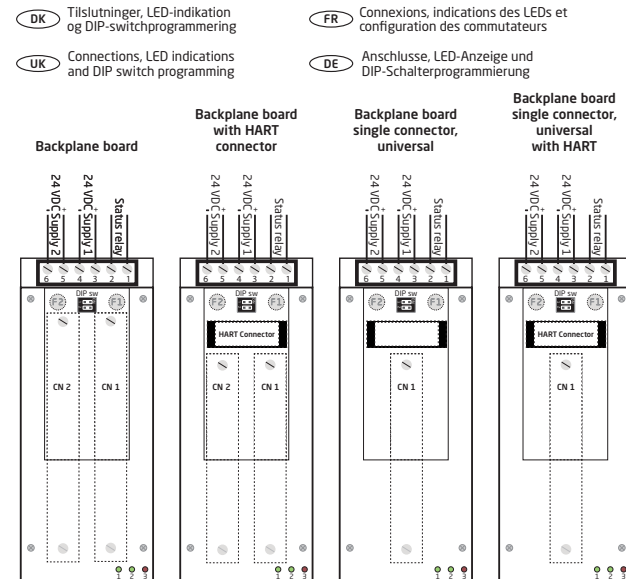 DK
Tilslutninger, LED-indikation
og DIP-switchprogrammering
FR
Connexions, indications des LEDs et
configuration des commutateurs
UK
Connections, LED indications
and DIP switch programming
DE
Anschlusse, LED-Anzeige und
DIP-Schalterprogrammierung
Backplane board
24 VDC Supply 2
- +
24 VDC Supply 1
- +
Status relay
6 5 4 3 2 1
DIP sw
F2 F1
CN 2 CN 1
1 2 3
Backplane board
with HART
connector
24 VDC Supply 2
- +
24 VDC Supply 1
- +
Status relay
6 5 4 3 2 1
DIP sw
F2 F1
HART Connector
CN 2 CN 1
1 2 3
Backplane board
single connector,
universal
24 VDC Supply 2
- +
24 VDC Supply 1
- +
Status relay
6 5 4 3 2 1
DIP sw
F2 F1
CN 1
1 2 3
Backplane board
single connector,
universal
with HART
24 VDC Supply 2
- +
24 VDC Supply 1
- +
Status relay
6 5 4 3 2 1
DIP sw
F2 F1
HART Connector
CN 1
1 2 3